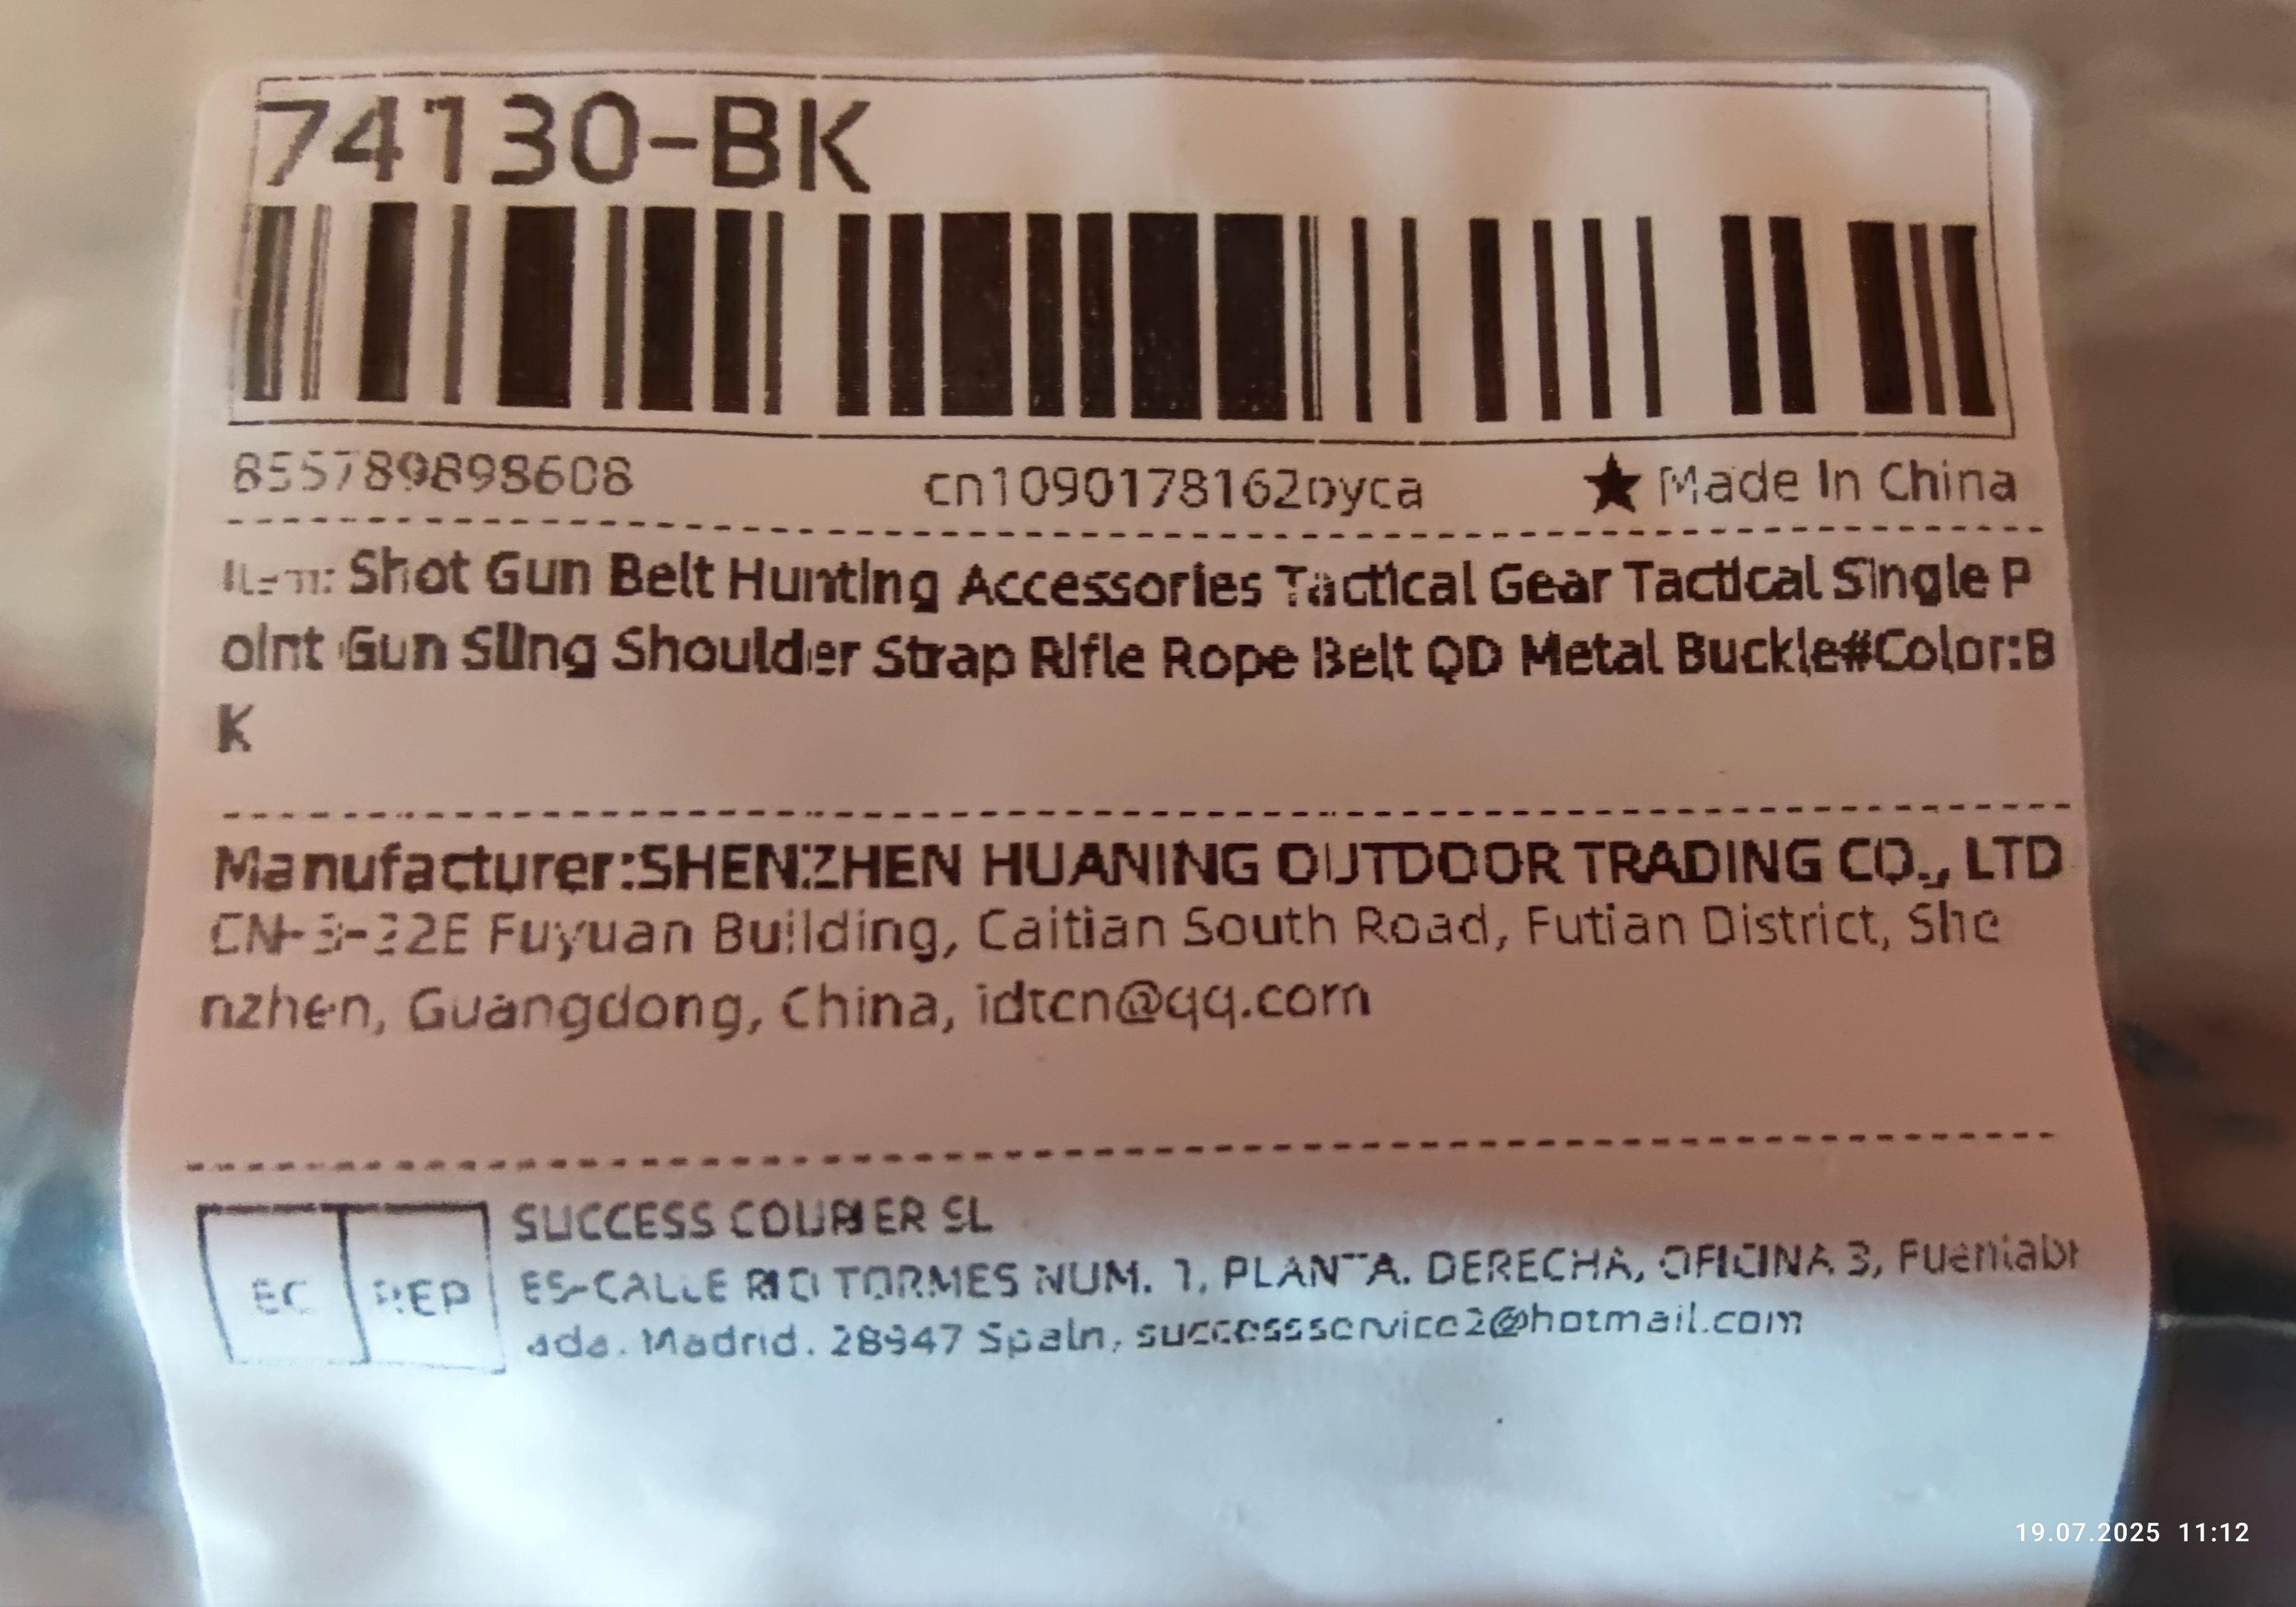 74130-BK
855789898608 cn1090178162oyca ★ Made In China
Item: Shot Gun Belt Hunting Accessories Tactical Gear Tactical Single P
oint Gun Sling Shoulder Strap Rifle Rope Belt QD Metal Buckle#Color:B
K
Manufacturer:SHENZHEN HUANING OUTDOOR TRADING CO., LTD
CN-3-22E Fuyuan Building, Caitian South Road, Futian District, She
nzhen, Guangdong, China, idtcn@qq.com
EC REP
SUCCESS COURIER SL
ES-CALLE RIO TORMES NUM. 1, PLANTA. DERECHA, OFICINA 3, Fuenlabr
ada. Madrid. 28947 Spain, successservice2@hotmail.com
19.07.2025 11:12